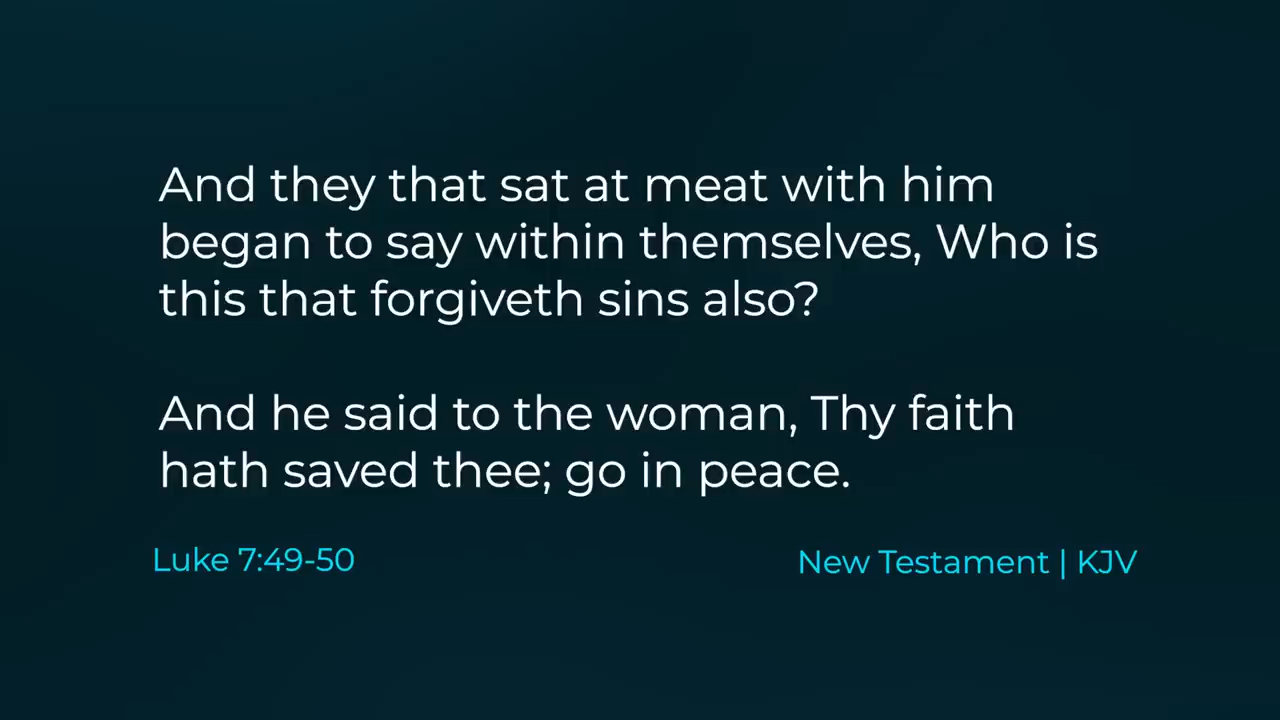 And they that sat at meat with him
began to say within themselves, Who is
this that forgiveth sins also?
And he said to the woman, Thy faith
hath saved thee; go in peace.
Luke 7:49-50
New Testament | KJV